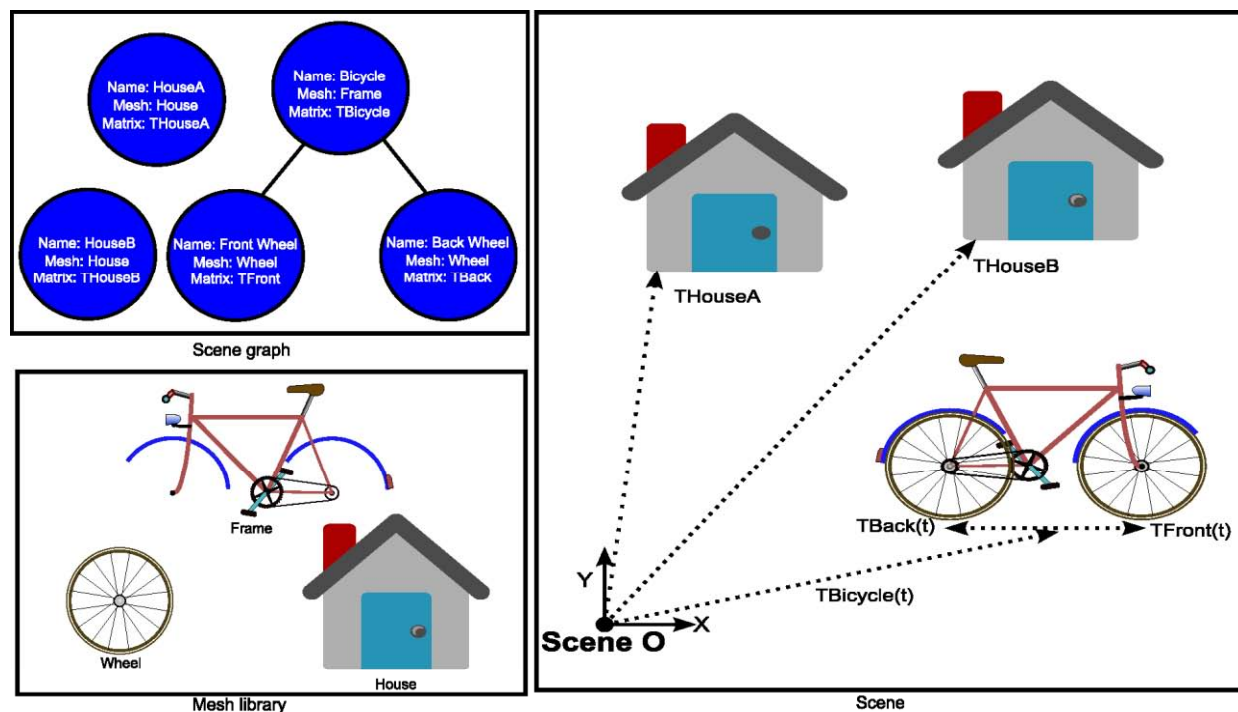 Name: HouseA
Mesh: House
Matrix: THouseA
Name: Bicycle
Mesh: Frame
Matrix: TBicycle
Name: HouseB
Mesh: House
Matrix: THouseB
Name: Front Wheel
Mesh: Wheel
Matrix: TFront
Name: Back Wheel
Mesh: Wheel
Matrix: TBack
Scene graph
Frame
Wheel
House
Mesh library
THouseA
THouseB
TBack(t)
TFront(t)
TBicycle(t)
Y
X
Scene O
Scene